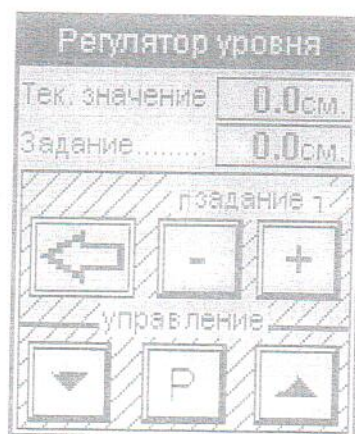 Регулятор уровня
Тек. значение 0.0см.
Задание......... 0.0см.
задание
- +
управление
Р